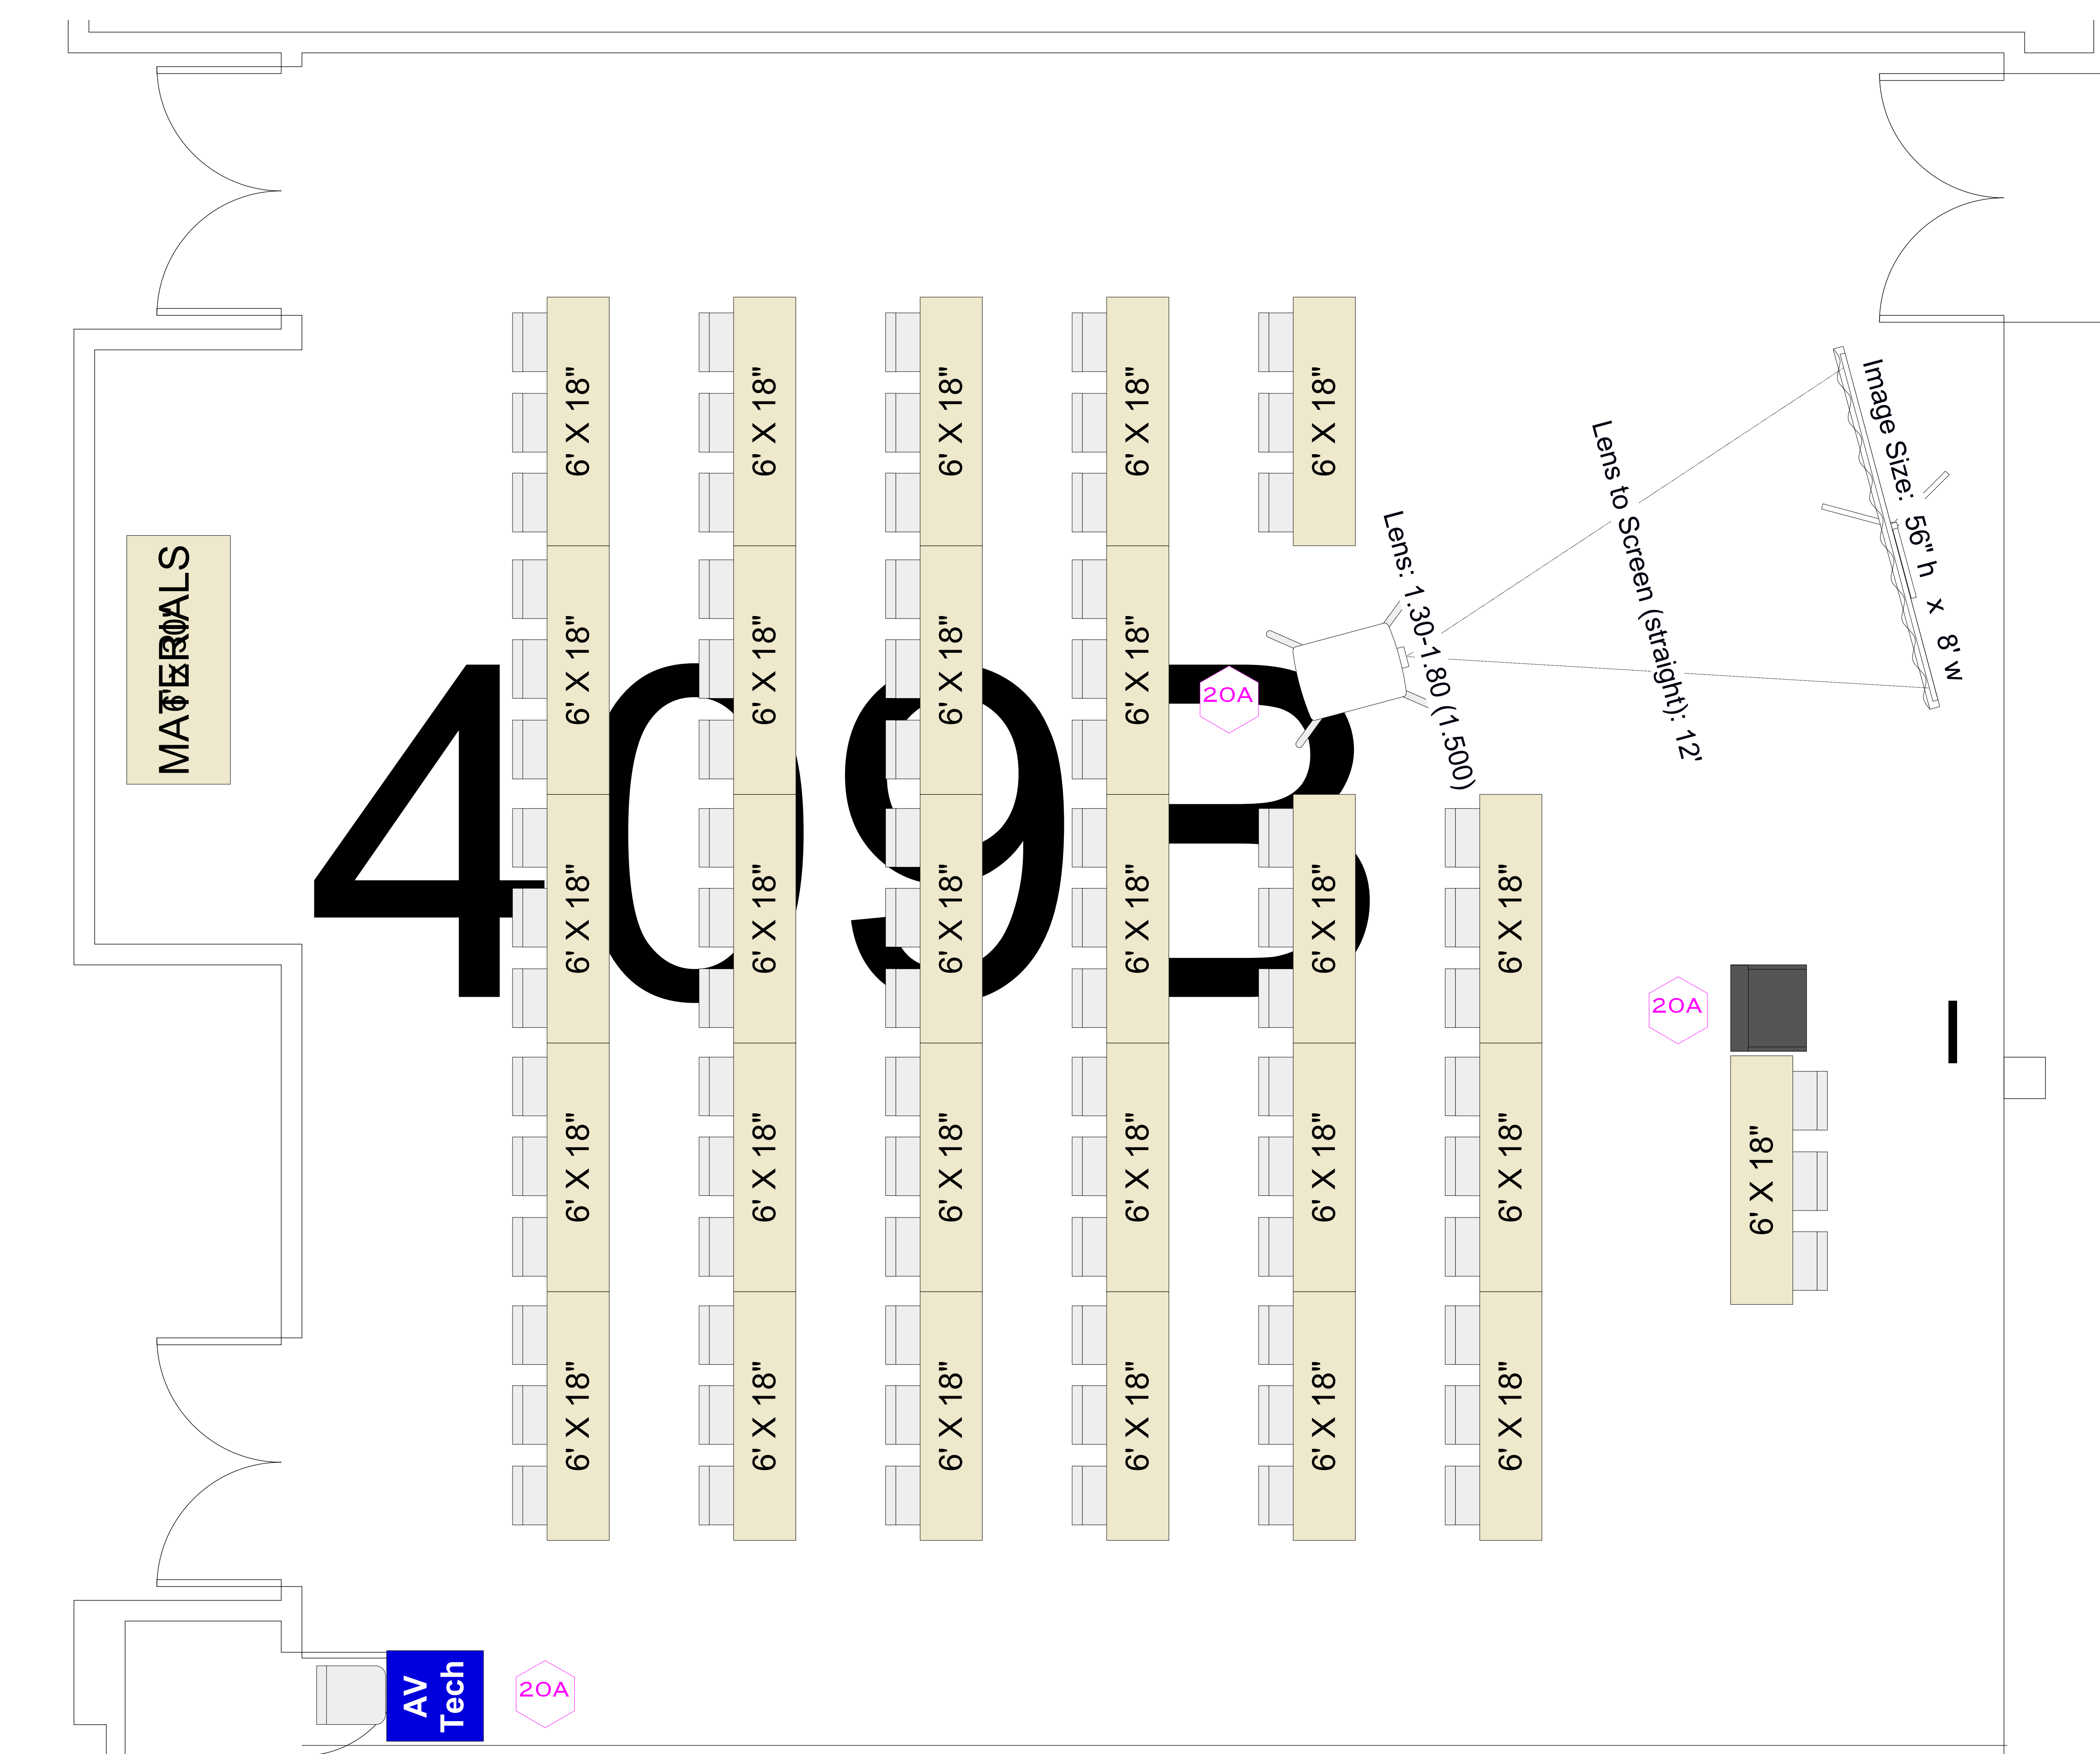 6' X 18"
6' X 18"
6' X 18"
6' X 18"
6' X 18"
Image Size: 56" h x 8' w
Lens to Screen (straight): 12'
Lens: 1.30-1.80 (1.500)
MATERIALS
6' x 30"
6' X 18"
6' X 18"
6' X 18"
6' X 18"
20A
409B
6' X 18"
6' X 18"
6' X 18"
6' X 18"
6' X 18"
6' X 18"
20A
6' X 18"
6' X 18"
6' X 18"
6' X 18"
6' X 18"
6' X 18"
6' X 18"
6' X 18"
6' X 18"
6' X 18"
6' X 18"
6' X 18"
6' X 18"
AV
Tech
20A